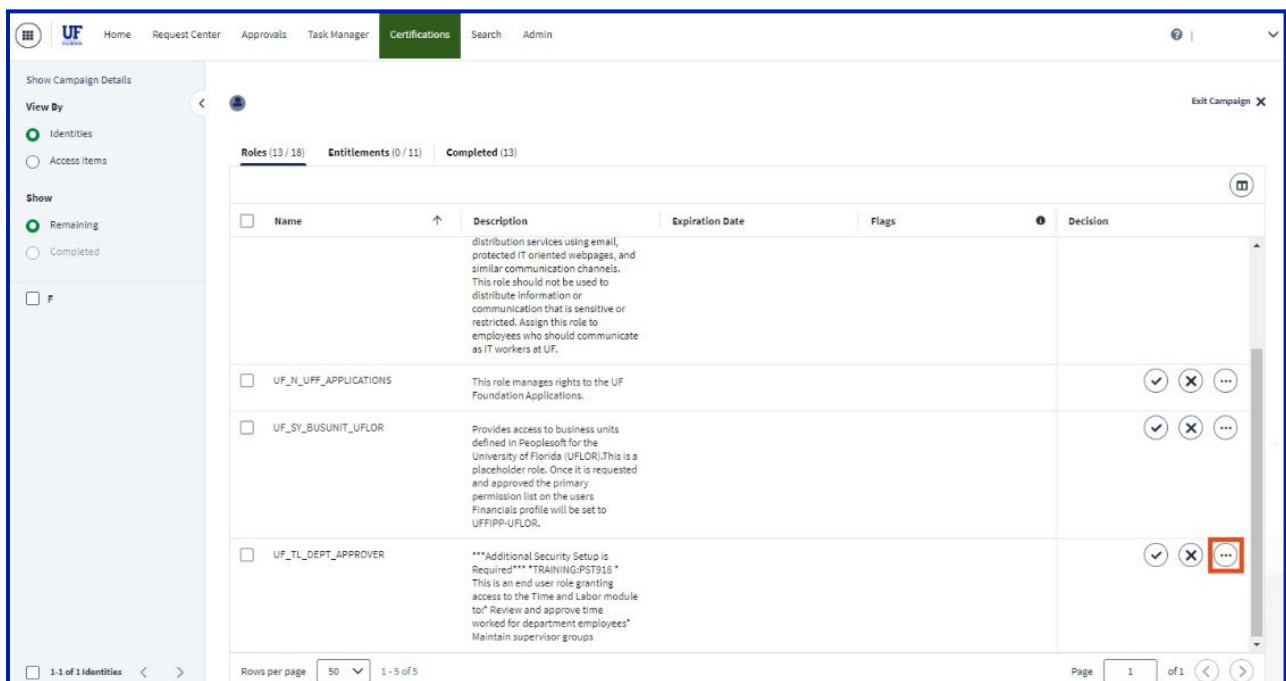 UF Home Request Center Approvals Task Manager Certifications Search Admin
Show Campaign Details
View By
Exit Campaign
Identities
Access Items
Roles (13 / 18) Entitlements (0 / 11) Completed (13)
Show
Remaining
Completed
Name Description Expiration Date Flags Decision
distribution services using email,
protected IT oriented webpages, and
similar communication channels.
This role should not be used to
distribute information or
communication that is sensitive or
restricted. Assign this role to
employees who should communicate
as IT workers at UF.
F
UF_N_UFF_APPLICATIONS
This role manages rights to the UF
Foundation Applications.
UF_SY_BUSUNIT_UFLOR
Provides access to business units
defined in Peoplesoft for the
University of Florida (UFLOR).This is a
placeholder role. Once it is requested
and approved the primary
permission list on the users
Financials profile will be set to
UFFIPP-UFLOR.
UF_TL_DEPT_APPROVER
***Additional Security Setup is
Required*** *TRAINING:PST916 *
This is an end user role granting
access to the Time and Labor module
to:* Review and approve time
worked for department employees*
Maintain supervisor groups
1-1 of 1 Identities
Rows per page 50 1 - 5 of 5 Page 1 of 1